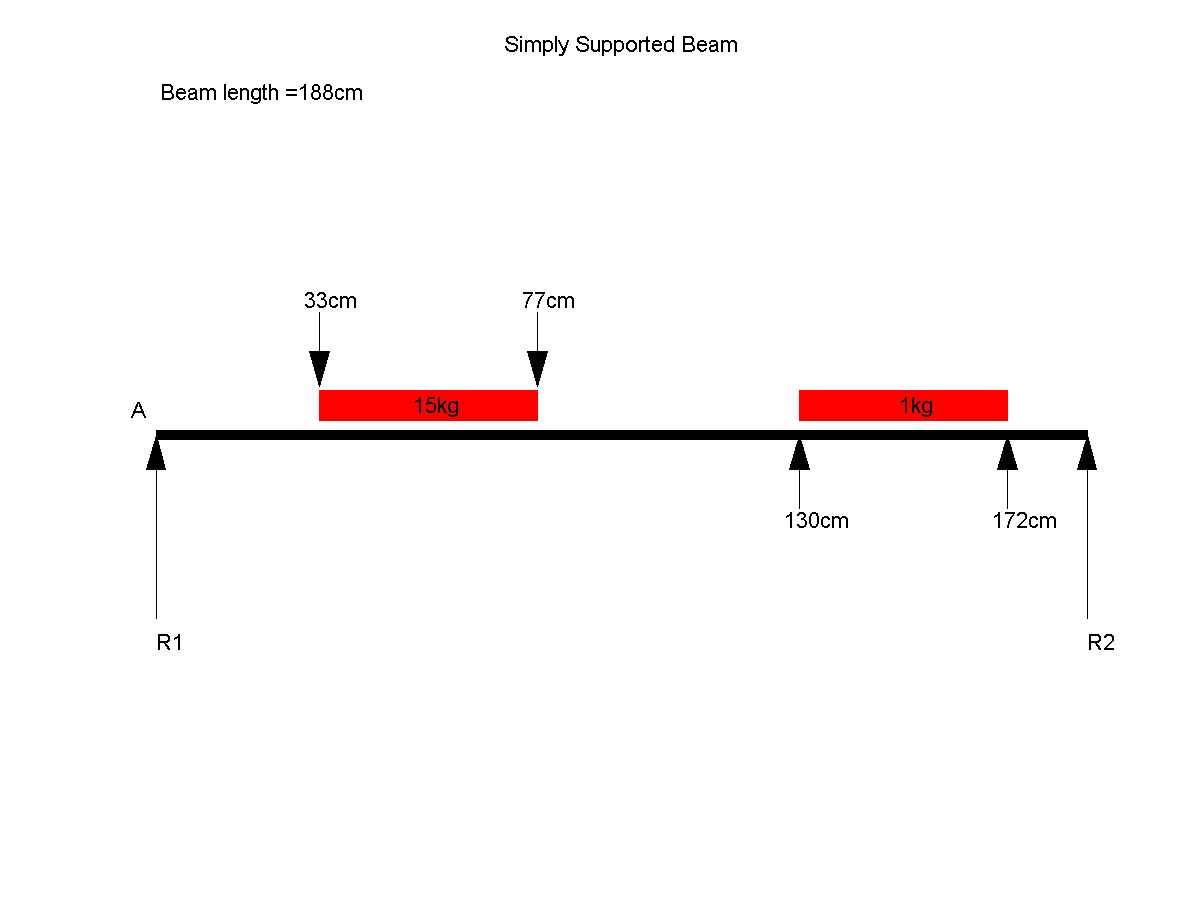 Simply Supported Beam
Beam length =188cm
33cm
77cm
15kg
1kg
A
130cm
172cm
R1
R2